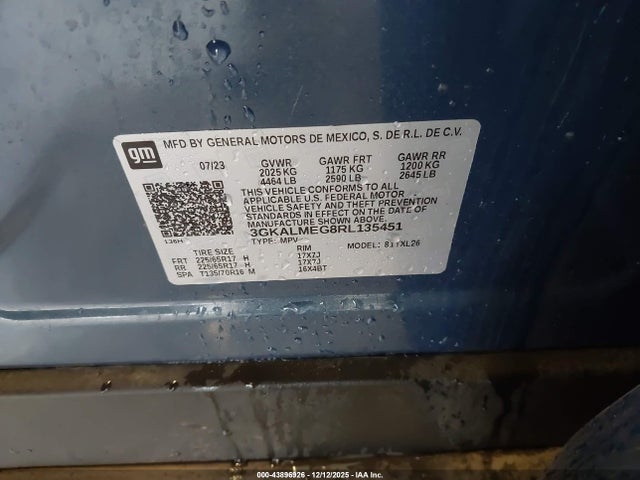 gm
MFD BY GENERAL MOTORS DE MEXICO, S. DE R.L. DE C.V.
07/23 GVWR GAWR FRT GAWR RR
2025 KG 1175 KG 1200 KG
4464 LB 2590 LB 2645 LB
THIS VEHICLE CONFORMS TO ALL
APPLICABLE U.S. FEDERAL MOTOR
VEHICLE SAFETY AND THEFT PREVENTION
STANDARDS IN EFFECT ON THE DATE OF
MANUFACTURE SHOWN ABOVE.
3GKALMEG8RL135451
136H TYPE: MPV MODEL: 81TXL26
TIRE SIZE RIM
FRT 225/65R17 H 17X7J
RR 225/65R17 H 17X7J
SPA T135/70R16 M 16X4BT
00-43896926 - 12/12/2025 - IAA Inc.